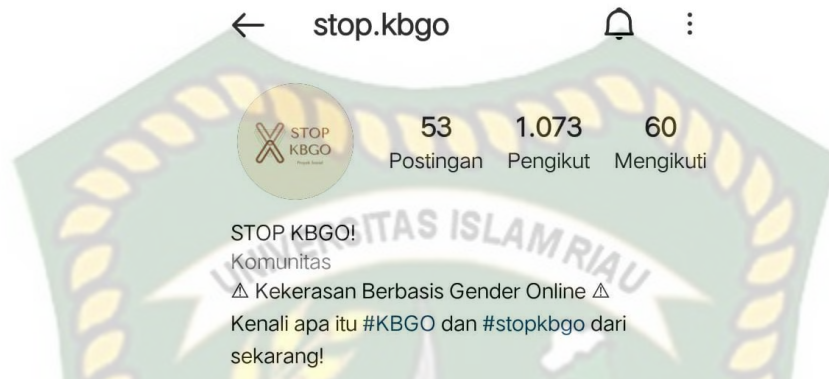 stop.kbgo
STOP
KBGO
53 1.073 60
Postingan Pengikut Mengikuti
UNIVERSITAS ISLAM RIAU
STOP KBGO!
Komunitas
⚠ Kekerasan Berbasis Gender Online ⚠
Kenali apa itu #KBGO dan #stopkbgo dari
sekarang!